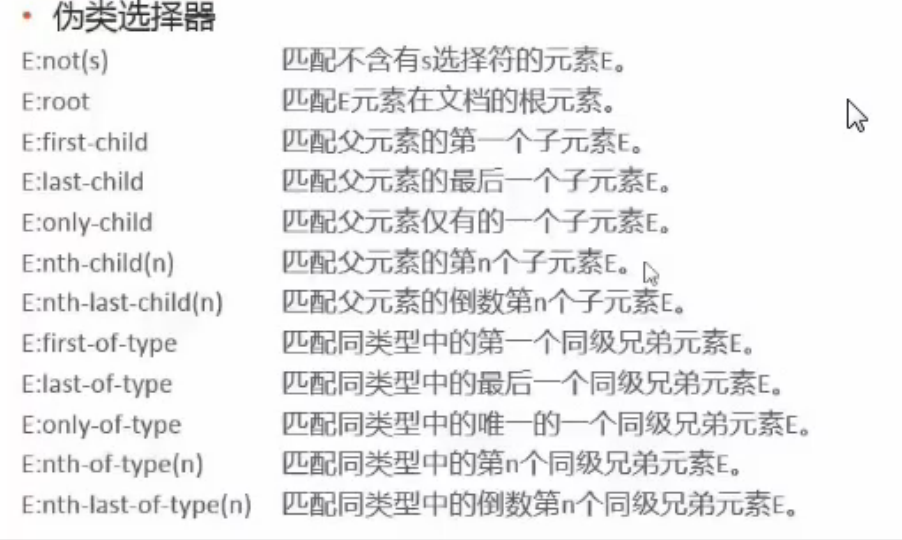 • 伪类选择器
E:not(s) 匹配不含有s选择符的元素E。
E:root 匹配E元素在文档的根元素。
E:first-child 匹配父元素的第一个子元素E。
E:last-child 匹配父元素的最后一个子元素E。
E:only-child 匹配父元素仅有的一个子元素E。
E:nth-child(n) 匹配父元素的第n个子元素E。
E:nth-last-child(n) 匹配父元素的倒数第n个子元素E。
E:first-of-type 匹配同类型中的第一个同级兄弟元素E。
E:last-of-type 匹配同类型中的最后一个同级兄弟元素E。
E:only-of-type 匹配同类型中的唯一的一个同级兄弟元素E。
E:nth-of-type(n) 匹配同类型中的第n个同级兄弟元素E。
E:nth-last-of-type(n) 匹配同类型中的倒数第n个同级兄弟元素E。